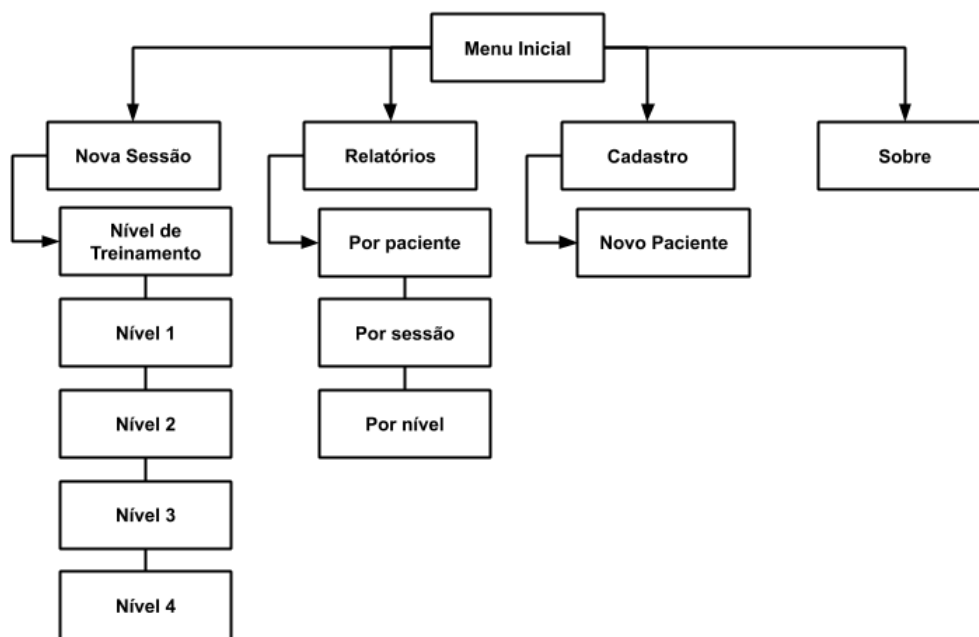 Menu Inicial
Nova Sessão
Relatórios
Cadastro
Sobre
Nível de
Treinamento
Por paciente
Novo Paciente
Nível 1
Por sessão
Nível 2
Por nível
Nível 3
Nível 4